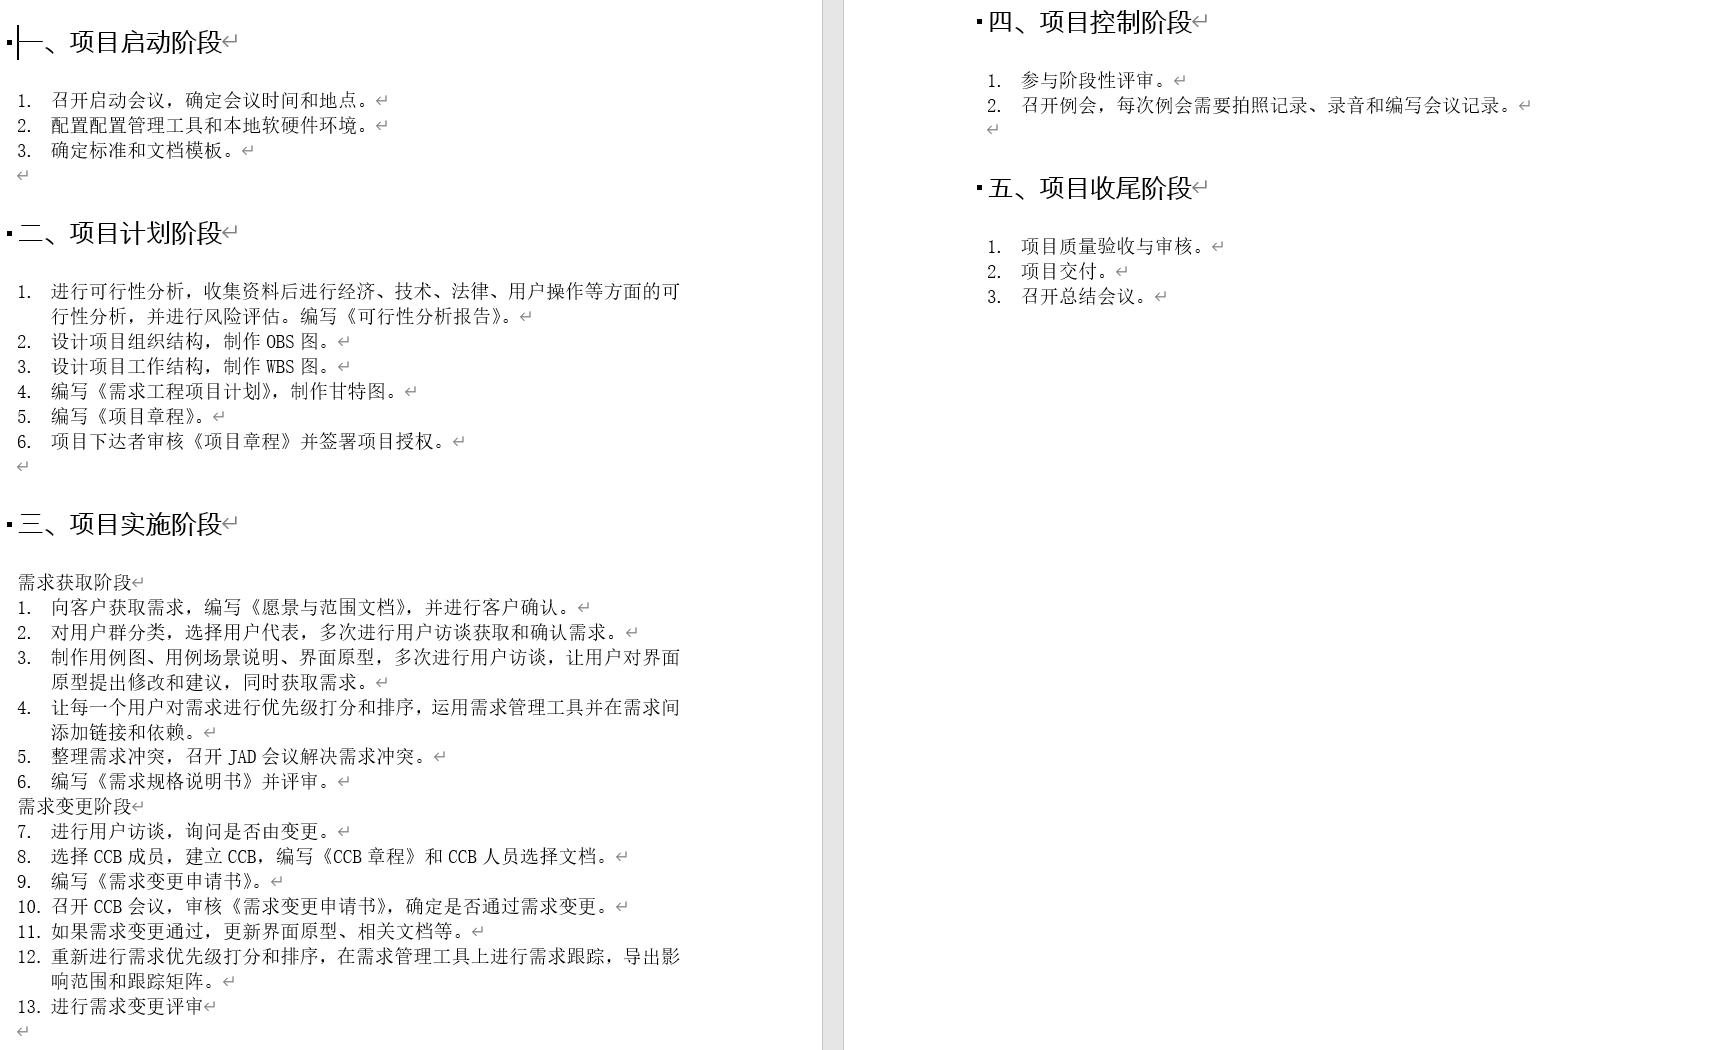 一、项目启动阶段
1. 召开启动会议，确定会议时间和地点。
2. 配置配置管理工具和本地软硬件环境。
3. 确定标准和文档模板。
二、项目计划阶段
1. 进行可行性分析，收集资料后进行经济、技术、法律、用户操作等方面的可
行性分析，并进行风险评估。编写《可行性分析报告》。
2. 设计项目组织结构，制作 OBS 图。
3. 设计项目工作结构，制作 WBS 图。
4. 编写《需求工程项目计划》，制作甘特图。
5. 编写《项目章程》。
6. 项目下达者审核《项目章程》并签署项目授权。
三、项目实施阶段
需求获取阶段
1. 向客户获取需求，编写《愿景与范围文档》，并进行客户确认。
2. 对用户群分类，选择用户代表，多次进行用户访谈获取和确认需求。
3. 制作用例图、用例场景说明、界面原型，多次进行用户访谈，让用户对界面
原型提出修改和建议，同时获取需求。
4. 让每一个用户对需求进行优先级打分和排序，运用需求管理工具并在需求间
添加链接和依赖。
5. 整理需求冲突，召开 JAD 会议解决需求冲突。
6. 编写《需求规格说明书》并评审。
需求变更阶段
7. 进行用户访谈，询问是否由变更。
8. 选择 CCB 成员，建立 CCB，编写《CCB 章程》和 CCB 人员选择文档。
9. 编写《需求变更申请书》。
10. 召开 CCB 会议，审核《需求变更申请书》，确定是否通过需求变更。
11. 如果需求变更通过，更新界面原型、相关文档等。
12. 重新进行需求优先级打分和排序，在需求管理工具上进行需求跟踪，导出影
响范围和跟踪矩阵。
13. 进行需求变更评审
四、项目控制阶段
1. 参与阶段性评审。
2. 召开例会，每次例会需要拍照记录、录音和编写会议记录。
五、项目收尾阶段
1. 项目质量验收与审核。
2. 项目交付。
3. 召开总结会议。